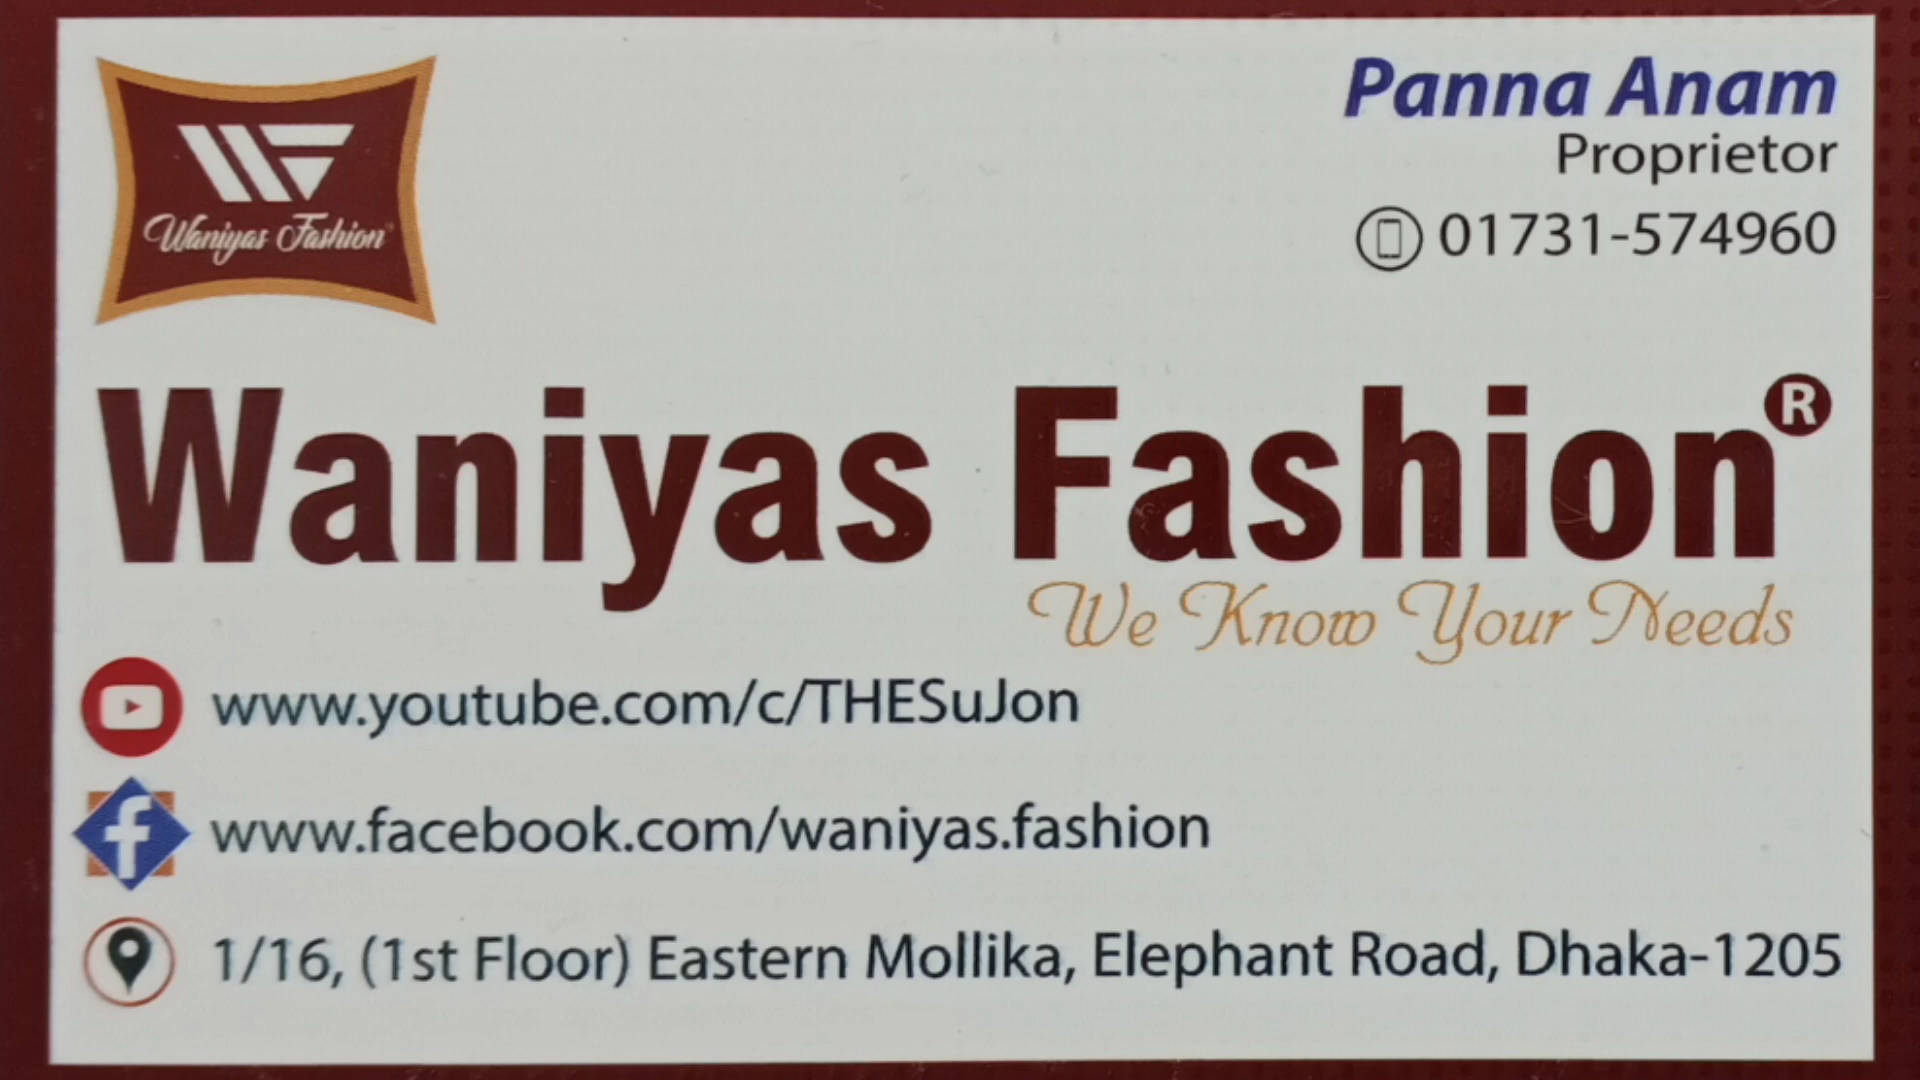 Waniyas Fashion
Panna Anam
Proprietor
01731-574960
Waniyas Fashion®
We Know Your Needs
www.youtube.com/c/THESuJon
www.facebook.com/waniyas.fashion
1/16, (1st Floor) Eastern Mollika, Elephant Road, Dhaka-1205